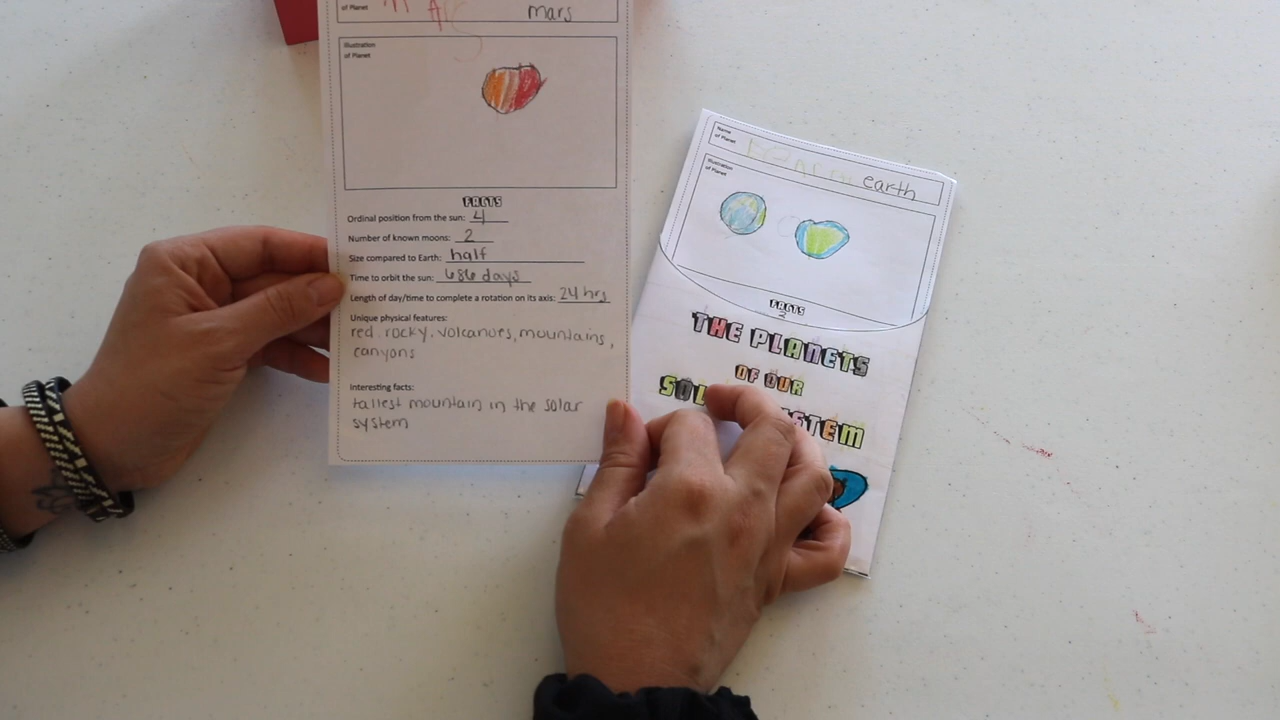 of Planet
mars
Illustration
of Planet
FACTS
Ordinal position from the sun: 4
Number of known moons: 2
Size compared to Earth: half
Time to orbit the sun: 686 days
Length of day/time to complete a rotation on its axis: 24 hrs
Unique physical features:
red, rocky, volcanoes, mountains,
canyons
Interesting facts:
tallest mountain in the solar
system
Name
of Planet
earth
Illustration
of Planet
FACTS
THE PLANETS
OF OUR